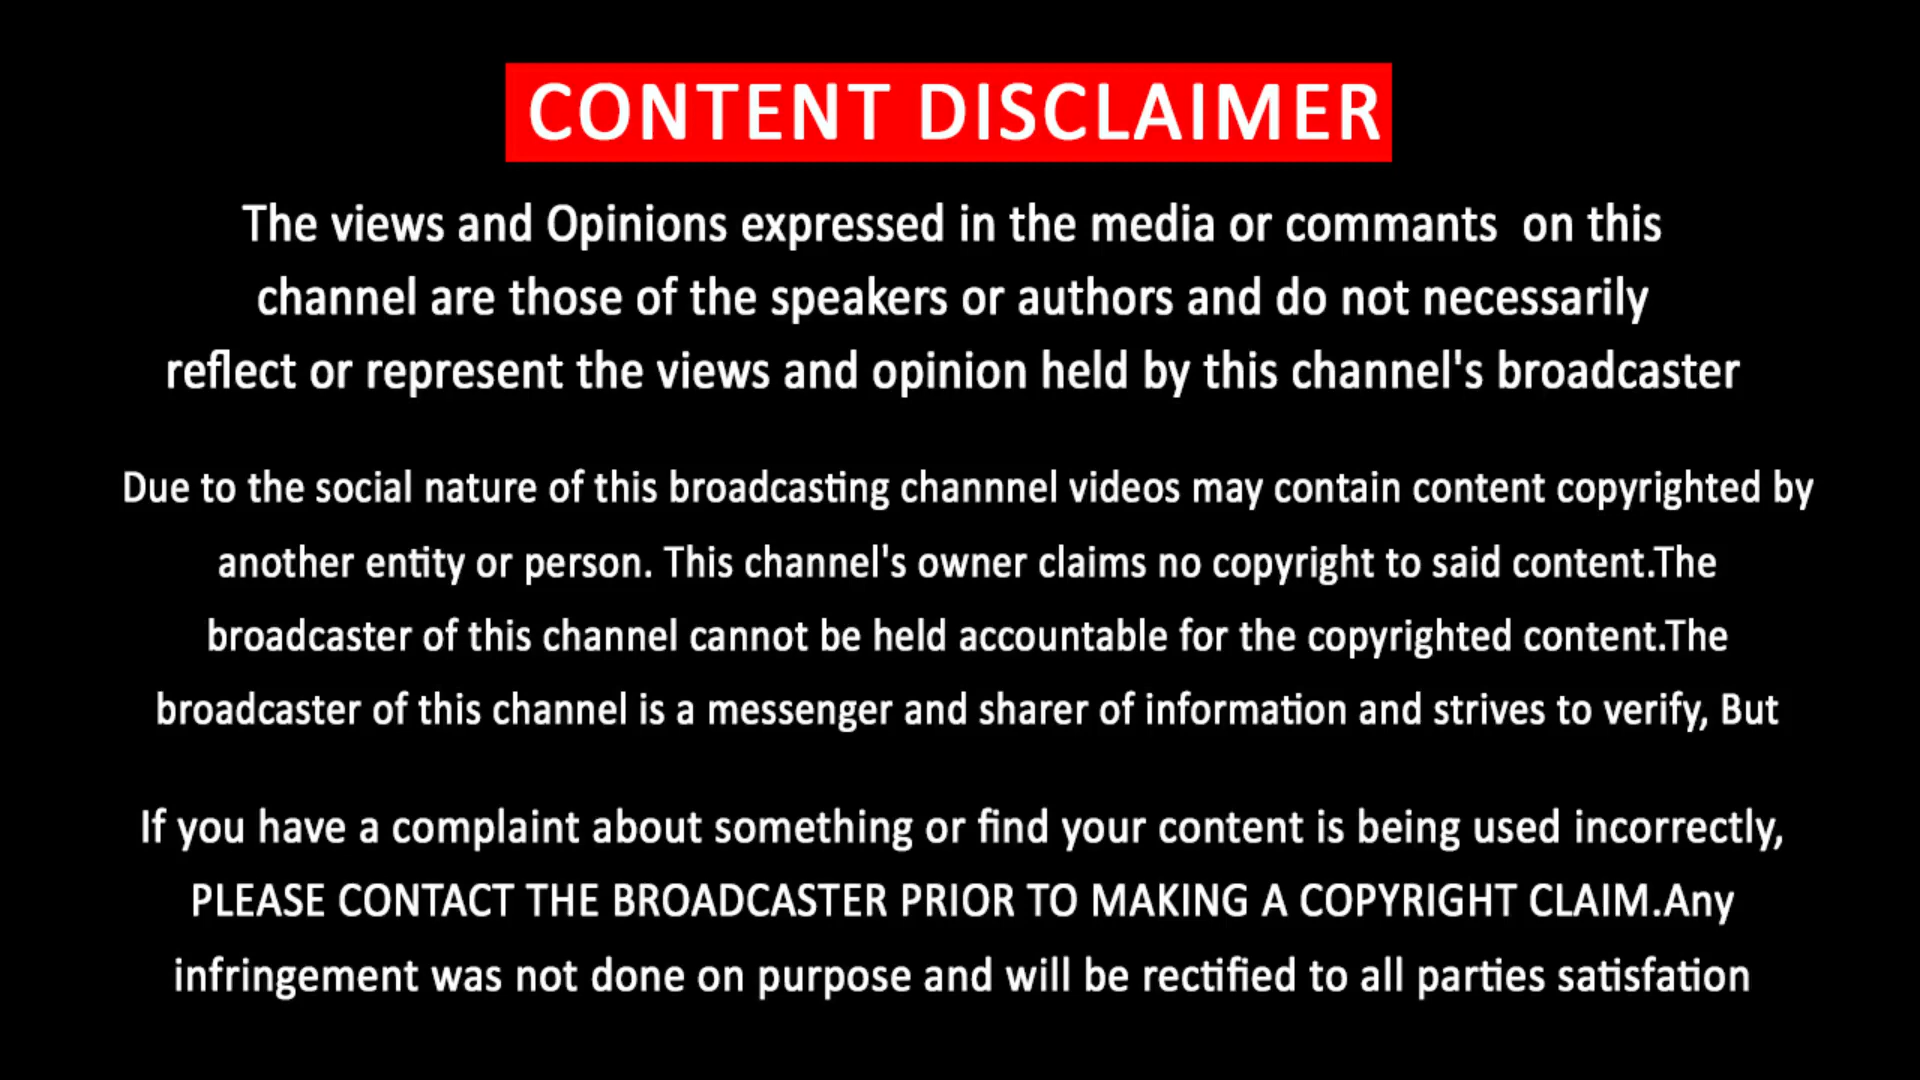 CONTENT DISCLAIMER
The views and Opinions expressed in the media or commants on this
channel are those of the speakers or authors and do not necessarily
reflect or represent the views and opinion held by this channel's broadcaster
Due to the social nature of this broadcasting channnel videos may contain content copyrighted by
another entity or person. This channel's owner claims no copyright to said content.The
broadcaster of this channel cannot be held accountable for the copyrighted content.The
broadcaster of this channel is a messenger and sharer of information and strives to verify, But
If you have a complaint about something or find your content is being used incorrectly,
PLEASE CONTACT THE BROADCASTER PRIOR TO MAKING A COPYRIGHT CLAIM.Any
infringement was not done on purpose and will be rectified to all parties satisfation